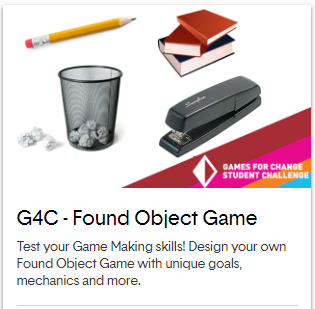 GAMES FOR CHANGE
STUDENT CHALLENGE
G4C - Found Object Game
Test your Game Making skills! Design your own
Found Object Game with unique goals,
mechanics and more.